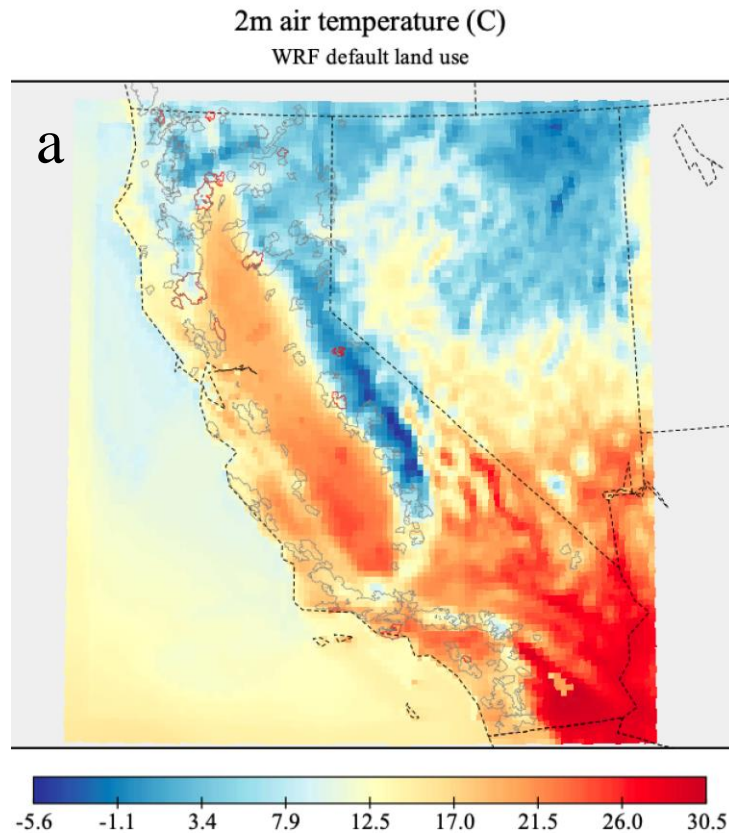 2m air temperature (C)
WRF default land use
a
-5.6 -1.1 3.4 7.9 12.5 17.0 21.5 26.0 30.5